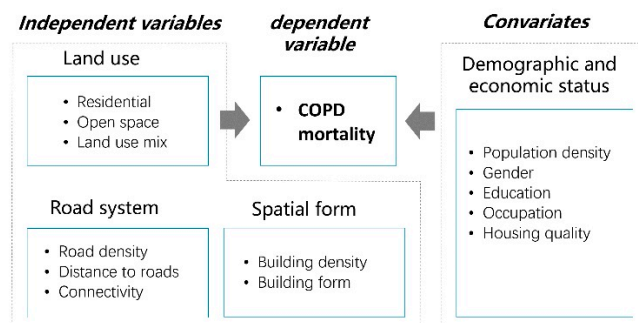 Independent variables
dependent
variable
Convariates
Land use
• Residential
• Open space
• Land use mix
• COPD
mortality
Demographic and
economic status
• Population density
• Gender
• Education
• Occupation
• Housing quality
Road system
• Road density
• Distance to roads
• Connectivity
Spatial form
• Building density
• Building form